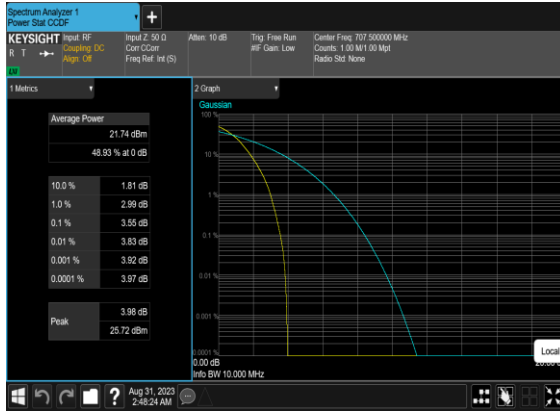 Spectrum Analyzer 1
Power Stat CCDF
+
KEYSIGHT
R T
LU
Input: RF
Coupling: DC
Align: Off
Input Z: 50 Ω
Corr CCorr
Freq Ref: Int (S)
Atten: 10 dB
Trig: Free Run
#IF Gain: Low
Center Freq: 707.500000 MHz
Counts: 1.00 M/1.00 Mpt
Radio Std: None
1 Metrics
Average Power
21.74 dBm
48.93 % at 0 dB
10.0 % 1.81 dB
1.0 % 2.99 dB
0.1 % 3.55 dB
0.01 % 3.83 dB
0.001 % 3.92 dB
0.0001 % 3.97 dB
Peak
3.98 dB
25.72 dBm
2 Graph
Gaussian
100 %
10 %
1 %
0.1 %
0.01 %
0.001 %
0.0001 %
0.00 dB
Info BW 10.000 MHz
Local
?
Aug 31, 2023
2:48:24 AM